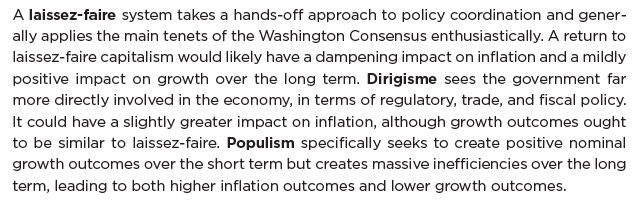 A laissez-faire system takes a hands-off approach to policy coordination and gener-
ally applies the main tenets of the Washington Consensus enthusiastically. A return to
laissez-faire capitalism would likely have a dampening impact on inflation and a mildly
positive impact on growth over the long term. Dirigisme sees the government far
more directly involved in the economy, in terms of regulatory, trade, and fiscal policy.
It could have a slightly greater impact on inflation, although growth outcomes ought
to be similar to laissez-faire. Populism specifically seeks to create positive nominal
growth outcomes over the short term but creates massive inefficiencies over the long
term, leading to both higher inflation outcomes and lower growth outcomes.